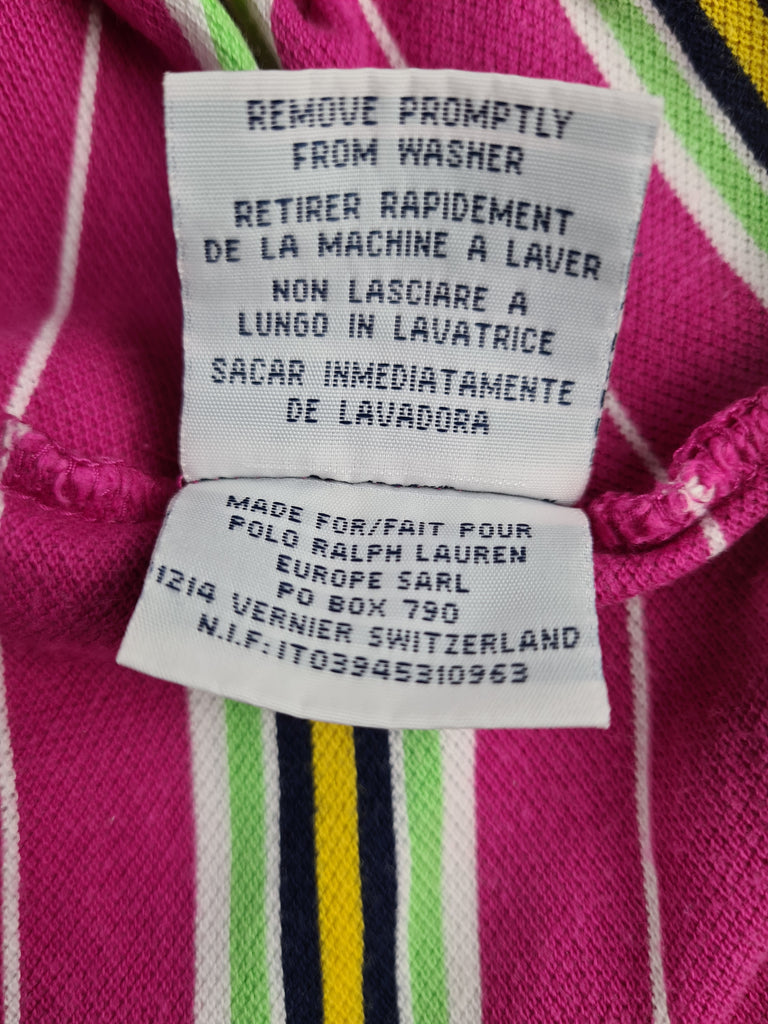 REMOVE PROMPTLY
FROM WASHER
RETIRER RAPIDEMENT
DE LA MACHINE A LAVER
NON LASCIARE A
LUNGO IN LAVATRICE
SACAR INMEDIATAMENTE
DE LAVADORA
MADE FOR/FAIT POUR
POLO RALPH LAUREN
EUROPE SARL
PO BOX 790
1214 VERNIER SWITZERLAND
N.I.F: IT03945310963